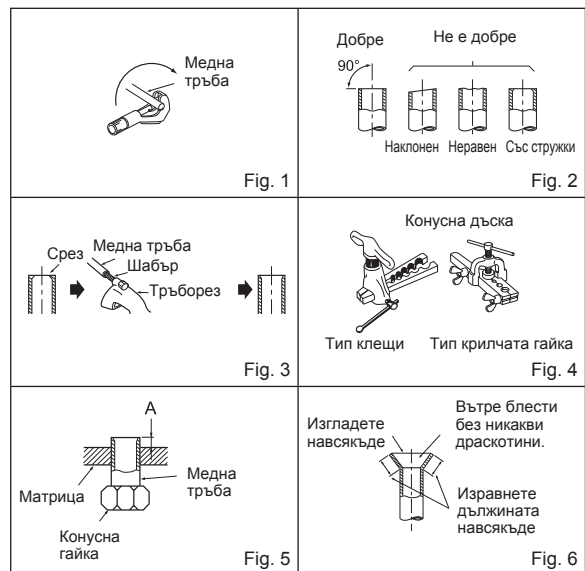 Медна
тръба
Fig. 1
Добре
Не е добре
90°
Наклонен
Неравен
Със стружки
Fig. 2
Срез
Медна тръба
Шабър
Тръборез
Fig. 3
Конусна дъска
Тип клещи
Тип крилчата гайка
Fig. 4
A
Матрица
Медна
тръба
Конусна
гайка
Fig. 5
Изгладете
навсякъде
Вътре блести
без никакви
драскотини.
Изравнете
дължината
навсякъде
Fig. 6